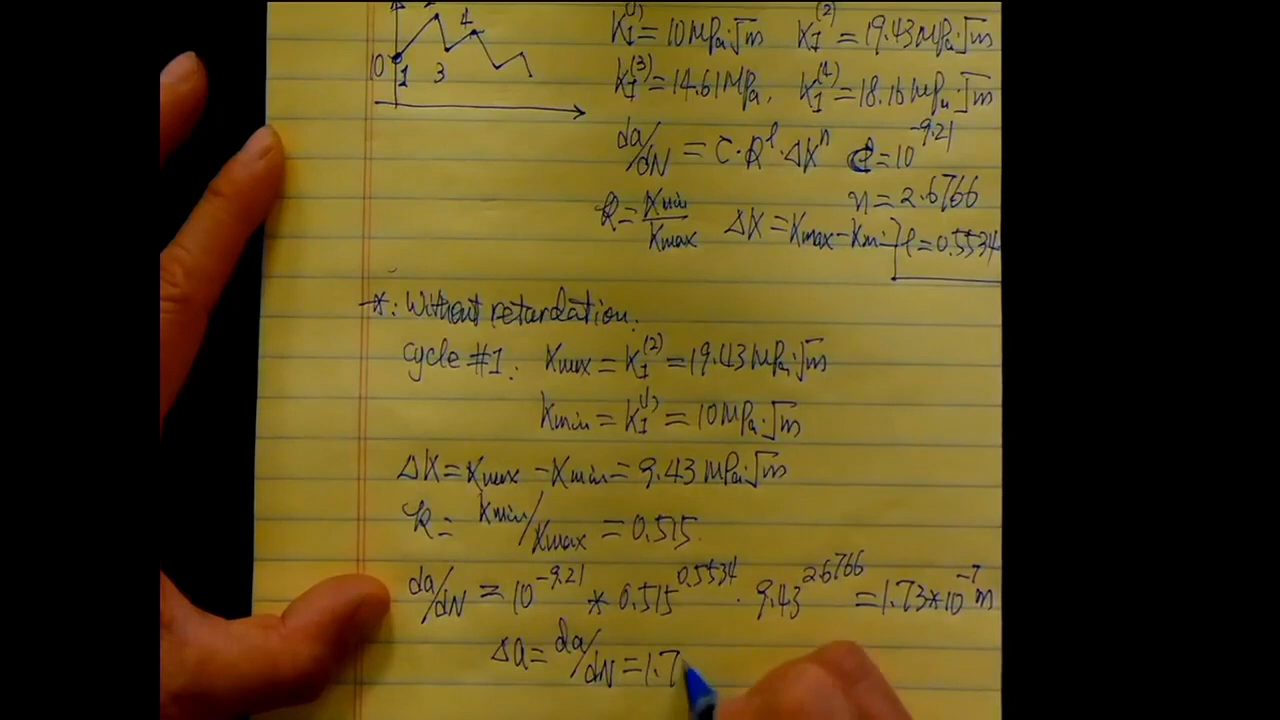 4
0
1
3
K_I^(1) = 10 MPa·√m K_I^(2) = 19.43 MPa·√m
K_I^(3) = 14.61 MPa, K_I^(4) = 18.16 MPa·√m
da/dN = C·R^l·ΔK^n C = 10^-9.21
n = 2.6766
R = Kmin/Kmax ΔK = Kmax - Kmin l = 0.5534
*: Without retardation.
Cycle #1: Kmax = K_I^(2) = 19.43 MPa·√m
Kmin = K_I^(1) = 10 MPa·√m
ΔK = Kmax - Kmin = 9.43 MPa·√m
R = Kmin/Kmax = 0.515
da/dN = 10^-9.21 * 0.515^0.5534 · 9.43^2.6766 = 1.73*10^-7 m
Δa = da/dN = 1.7